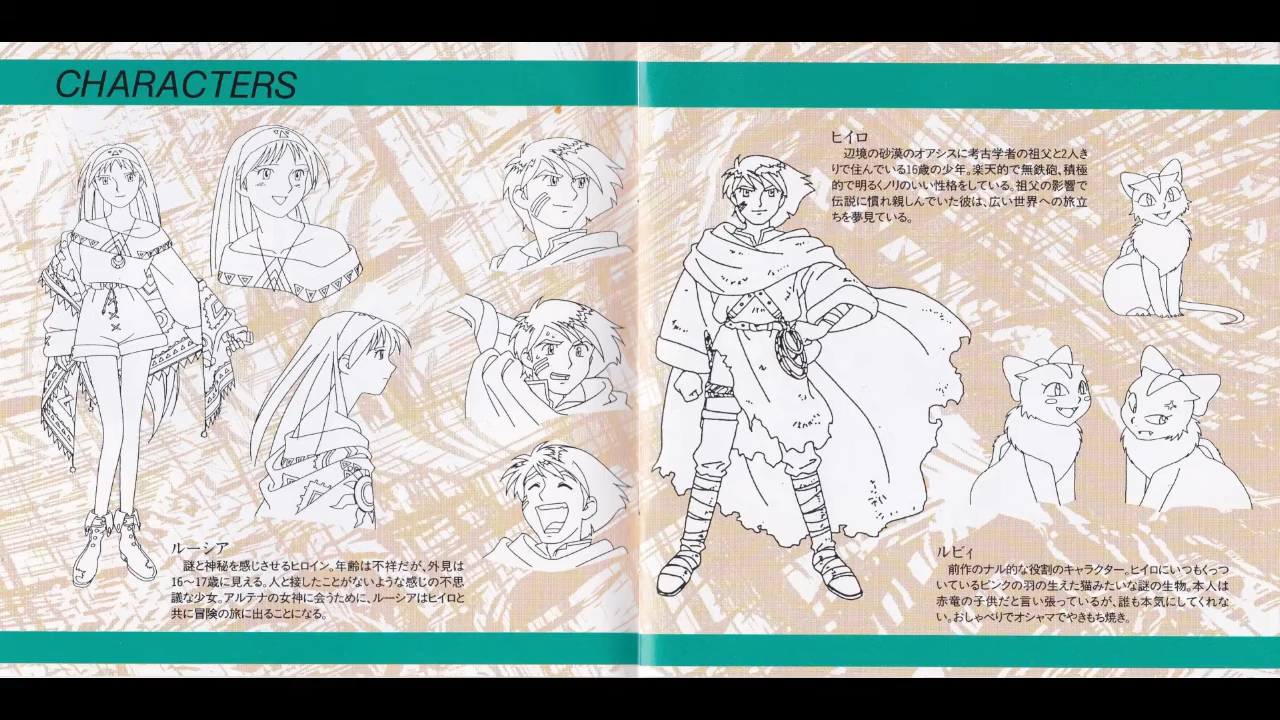 CHARACTERS
ルーシア
謎と神秘を感じさせるヒロイン。年齢は不祥だが、外見は
16〜17歳に見える。人と接したことがないような感じの不思
議な少女。アルテナの女神に会うために、ルーシアはヒイロと
共に冒険の旅に出ることになる。
ヒイロ
辺境の砂漠のオアシスに考古学者の祖父と2人き
りで住んでいる16歳の少年。楽天的で無鉄砲、積極
的で明るくノリのいい性格をしている。祖父の影響で
伝説に慣れ親しんでいた彼は、広い世界への旅立
ちを夢見ている。
ルビィ
前作のナル的な役割のキャラクター。ヒイロにいつもくっつ
いているピンクの羽の生えた猫みたいな謎の生物。本人は
赤竜の子供だと言い張っているが、誰も本気にしてくれな
い。おしゃべりでオシャマでやきもち焼き。